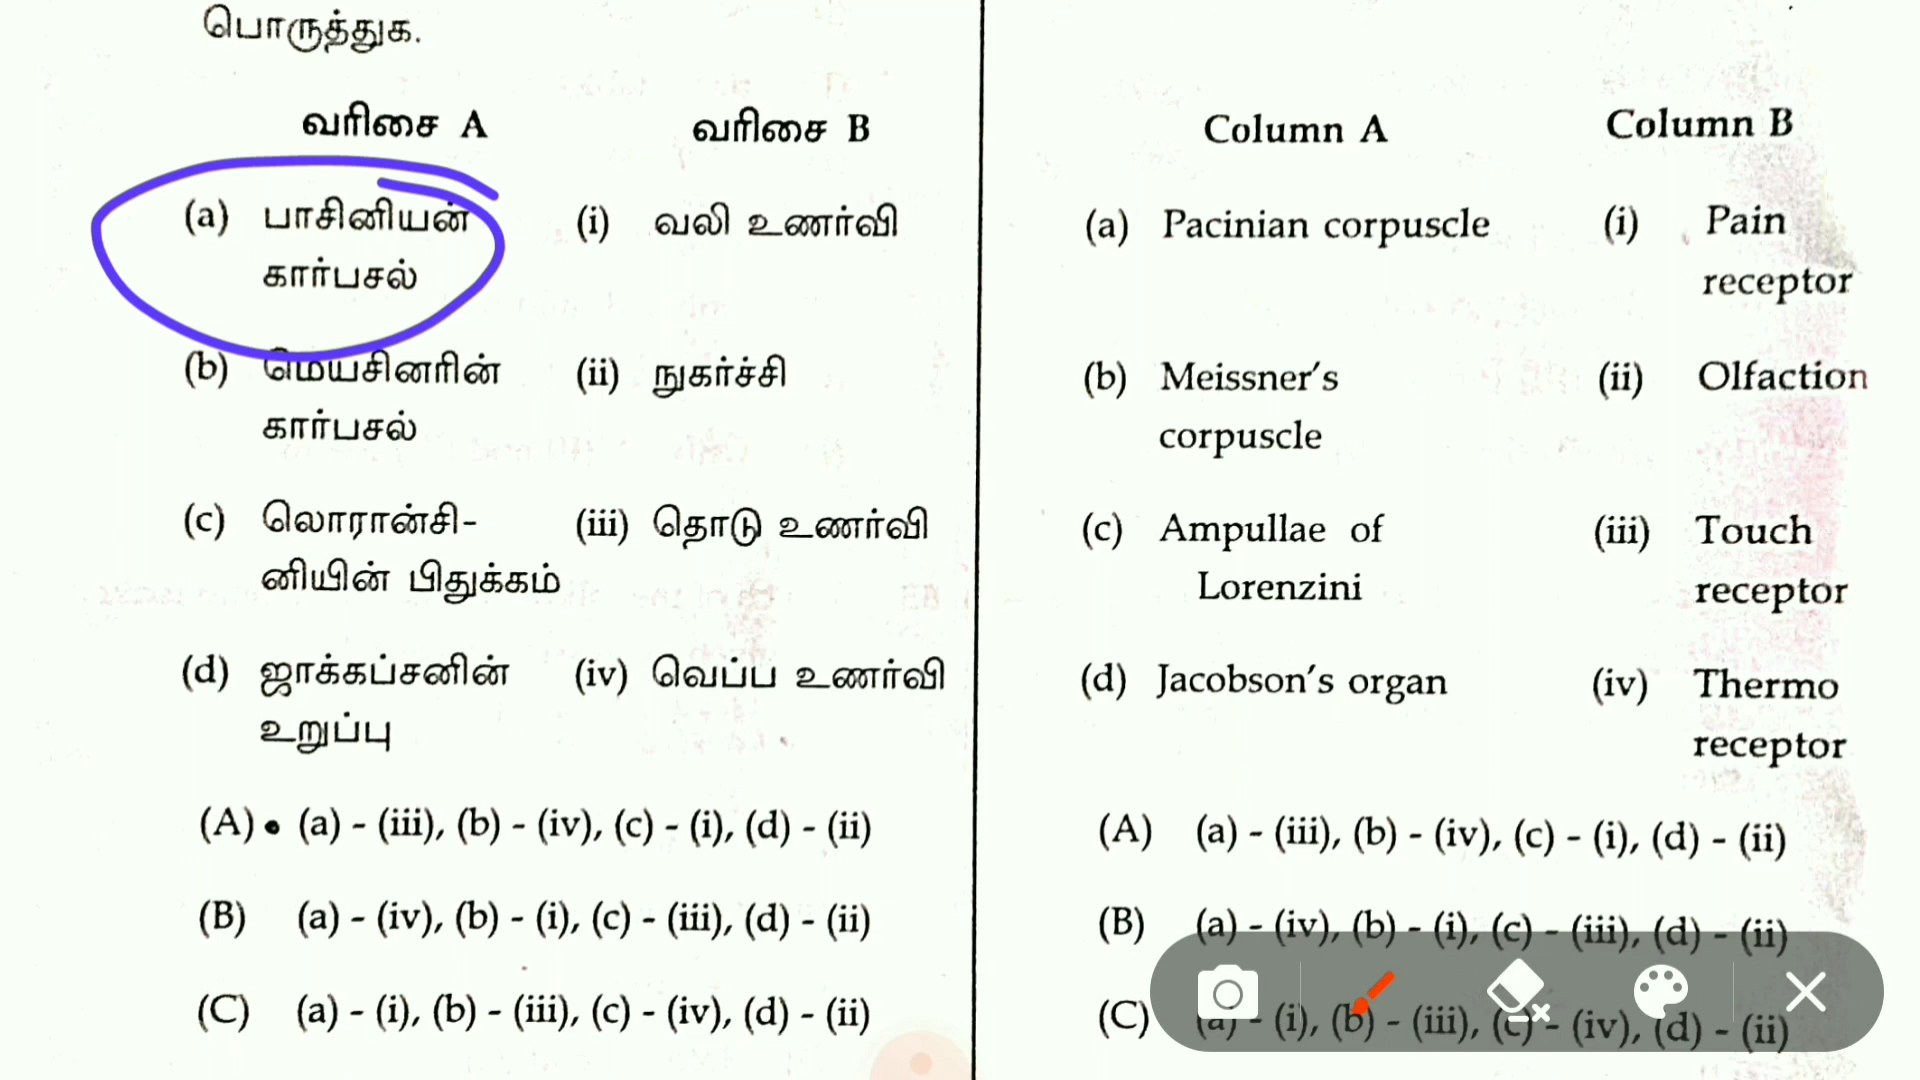 பொருத்துக.
வரிசை A வரிசை B
(a) பாசினியன் (i) வலி உணர்வி
கார்பசல்
(b) மெய்சினரின் (ii) நுகர்ச்சி
கார்பசல்
(c) லொரான்சி- (iii) தொடு உணர்வி
னியின் பிதுக்கம்
(d) ஜாக்கப்சனின் (iv) வெப்ப உணர்வி
உறுப்பு
(A) • (a) - (iii), (b) - (iv), (c) - (i), (d) - (ii)
(B) (a) - (iv), (b) - (i), (c) - (iii), (d) - (ii)
(C) (a) - (i), (b) - (iii), (c) - (iv), (d) - (ii)
Column A Column B
(a) Pacinian corpuscle (i) Pain
receptor
(b) Meissner's (ii) Olfaction
corpuscle
(c) Ampullae of (iii) Touch
Lorenzini receptor
(d) Jacobson's organ (iv) Thermo
receptor
(A) (a) - (iii), (b) - (iv), (c) - (i), (d) - (ii)
(B) (a) - (iv), (b) - (i), (c) - (iii), (d) - (ii)
(C) (a) - (i), (b) - (iii), (c) - (iv), (d) - (ii)